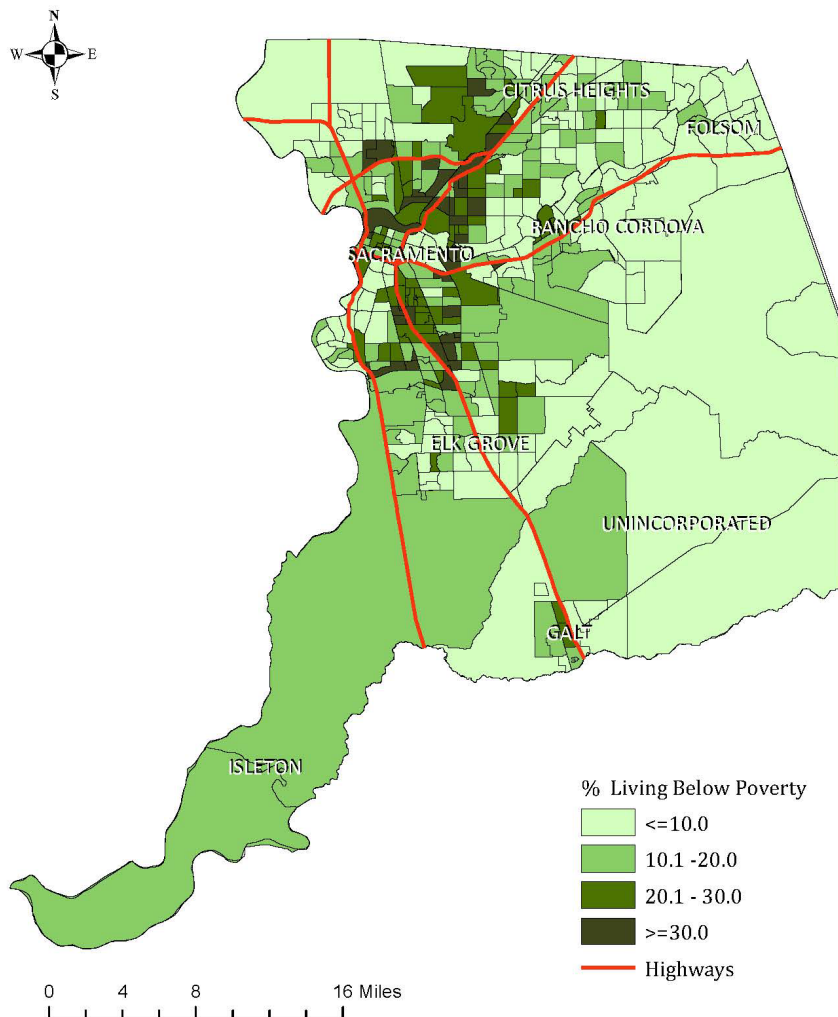 N
W E
S
CITRUS HEIGHTS
FOLSOM
RANCHO CORDOVA
SACRAMENTO
ELK GROVE
UNINCORPORATED
GALT
ISLETON
% Living Below Poverty
<=10.0
10.1 -20.0
20.1 - 30.0
>=30.0
Highways
0 4 8 16 Miles